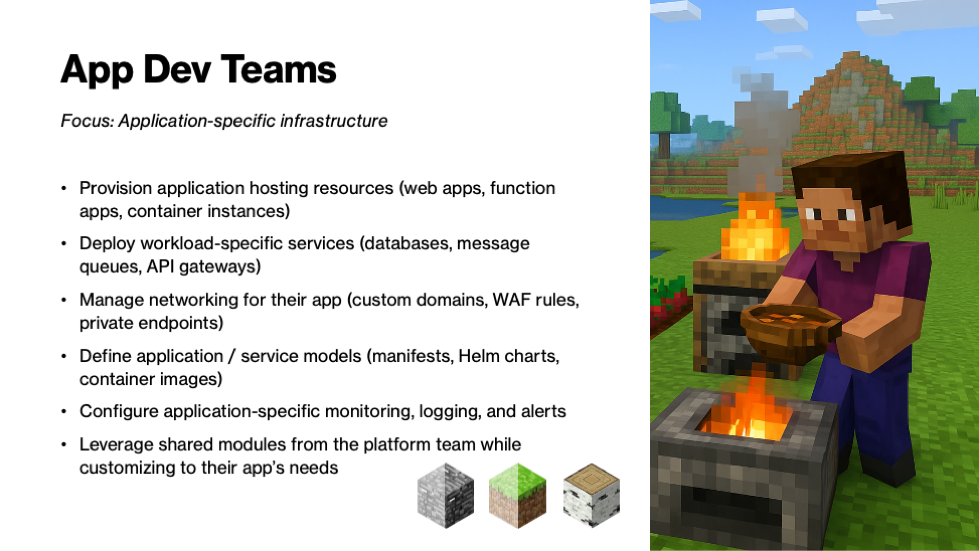 App Dev Teams
Focus: Application-specific infrastructure
• Provision application hosting resources (web apps, function
apps, container instances)
• Deploy workload-specific services (databases, message
queues, API gateways)
• Manage networking for their app (custom domains, WAF rules,
private endpoints)
• Define application / service models (manifests, Helm charts,
container images)
• Configure application-specific monitoring, logging, and alerts
• Leverage shared modules from the platform team while
customizing to their app's needs